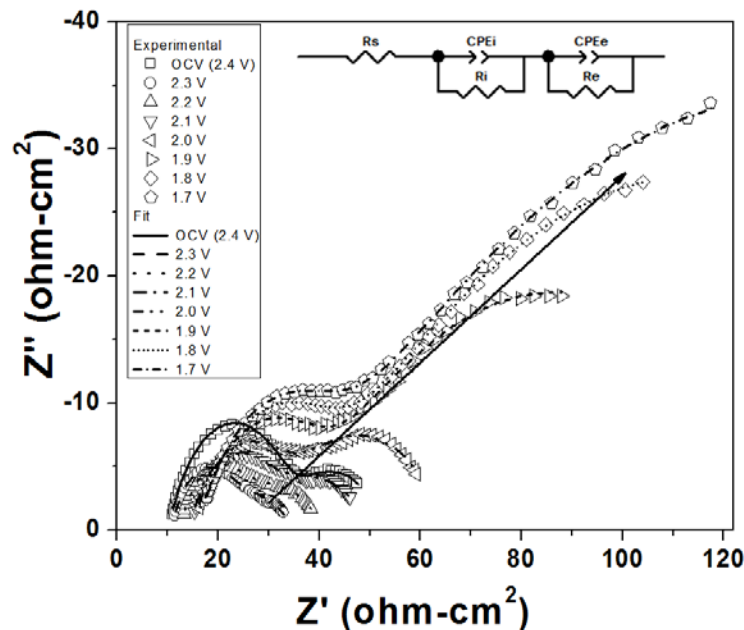 -40
-30
-20
-10
0
Z'' (ohm-cm²)
Experimental
OCV (2.4 V)
2.3 V
2.2 V
2.1 V
2.0 V
1.9 V
1.8 V
1.7 V
Fit
OCV (2.4 V)
2.3 V
2.2 V
2.1 V
2.0 V
1.9 V
1.8 V
1.7 V
Rs CPEi CPEe
Ri Re
0 20 40 60 80 100 120
Z' (ohm-cm²)